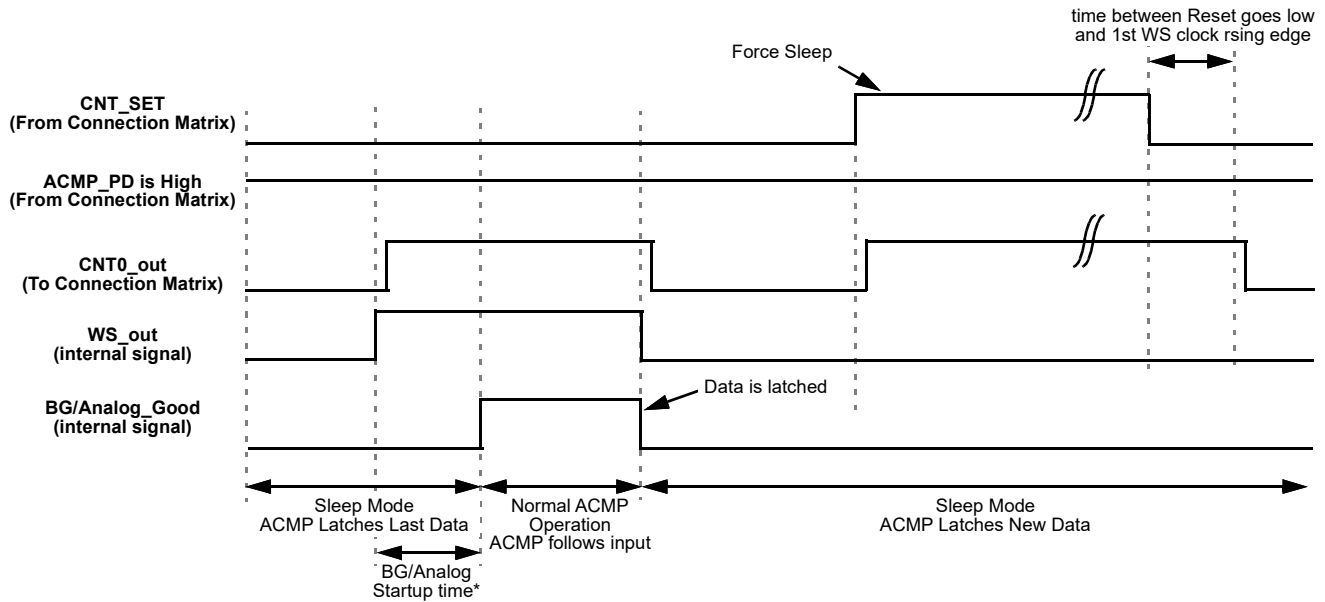 time between Reset goes low
and 1st WS clock rsing edge
Force Sleep
CNT_SET
(From Connection Matrix)
ACMP_PD is High
(From Connection Matrix)
CNT0_out
(To Connection Matrix)
WS_out
(internal signal)
Data is latched
BG/Analog_Good
(internal signal)
Sleep Mode
ACMP Latches Last Data
Normal ACMP
Operation
ACMP follows input
Sleep Mode
ACMP Latches New Data
BG/Analog
Startup time*